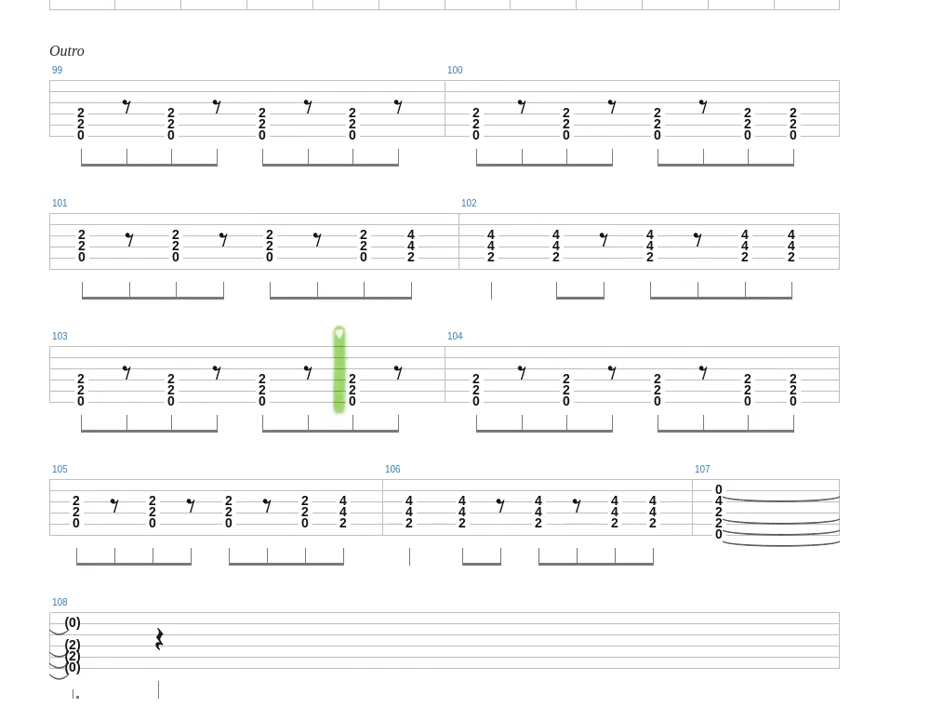 Outro
99 100
2 2 2 2 2 2 2 2 2
2 2 2 2 2 2 2 2 2
0 0 0 0 0 0 0 0 0
101 102
2 2 2 2 4 4 4 4 4 4
2 2 2 2 4 4 4 4 4 4
0 0 0 0 2 2 2 2 2 2
103 104
2 2 2 2 2 2 2 2 2
2 2 2 2 2 2 2 2 2
0 0 0 0 0 0 0 0 0
105 106 107
0
2 2 2 2 4 4 4 4 4 4 4
2 2 2 2 4 4 4 4 4 4 2
0 0 0 0 2 2 2 2 2 2 2
0
108
(0)
(2)
(2)
(0)